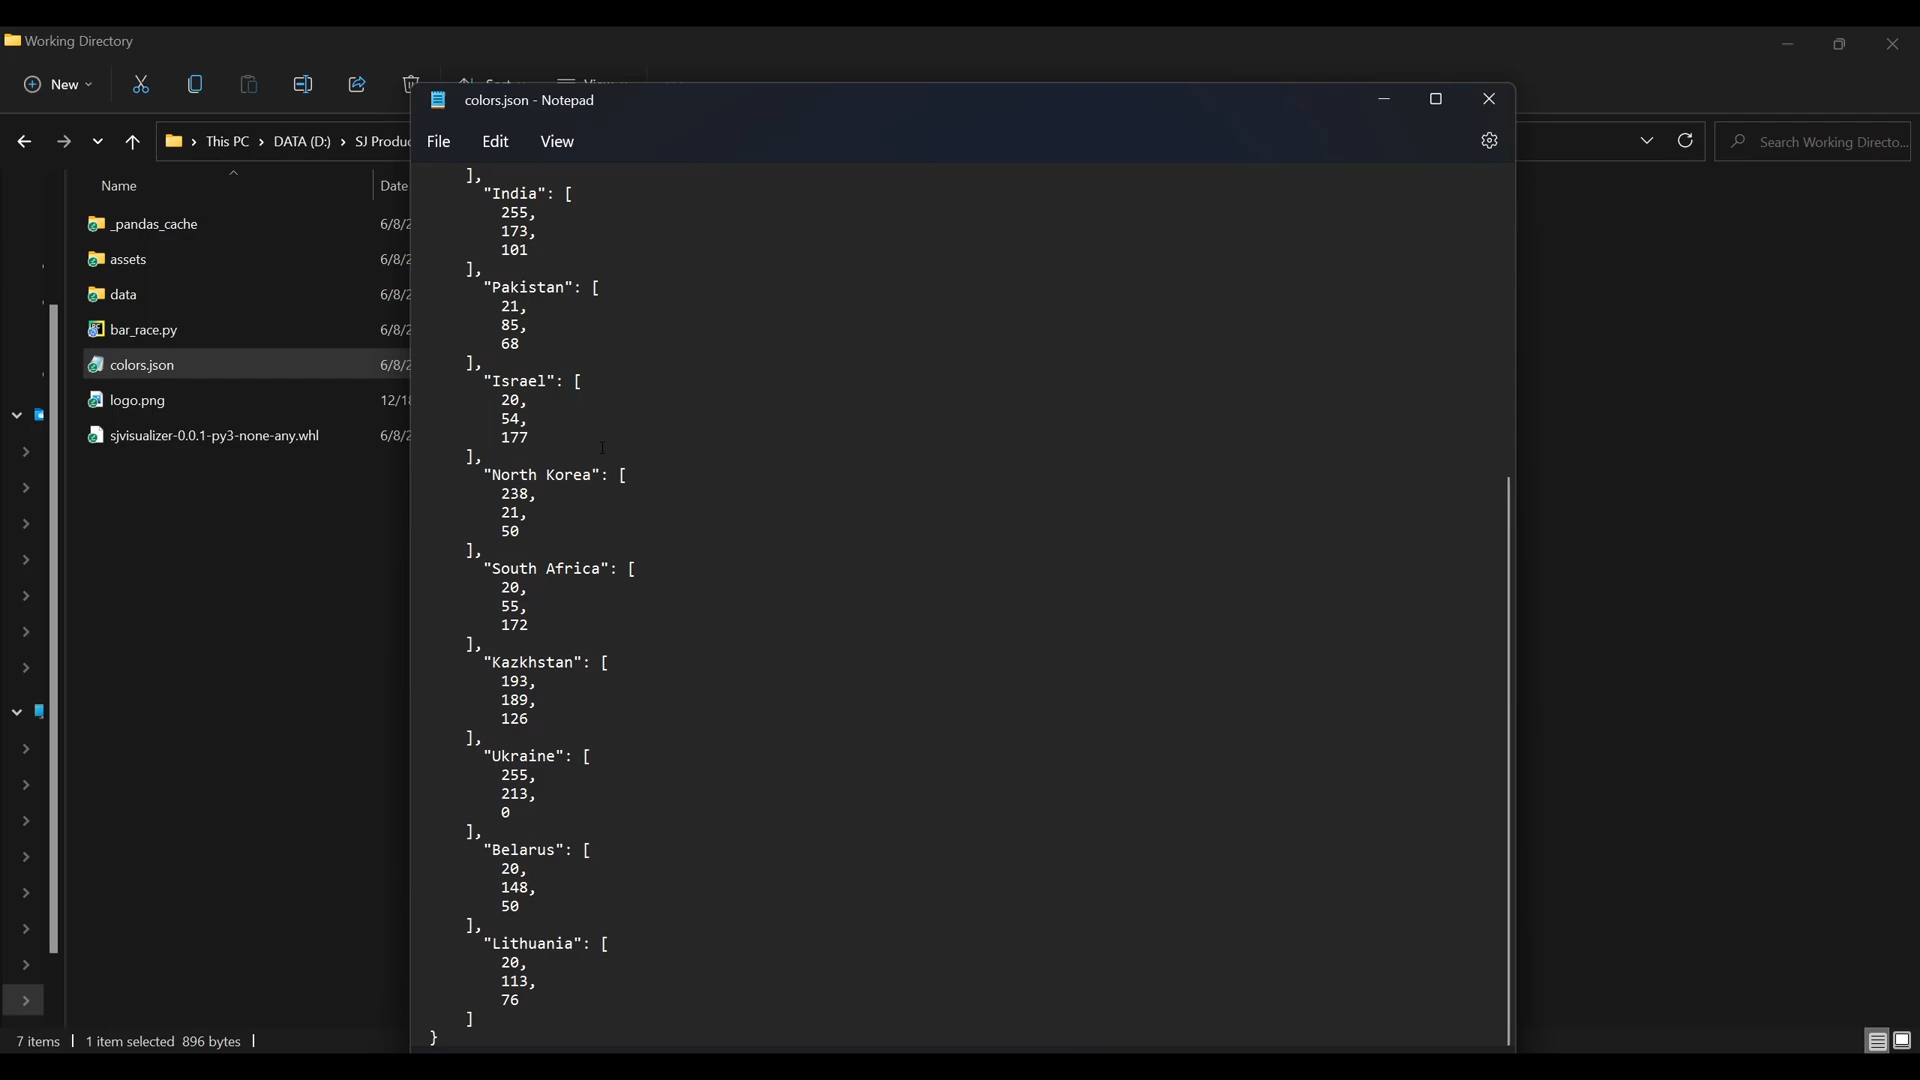 Working Directory
New
colors.json - Notepad
File Edit View
This PC > DATA (D:) > SJ Produc
Search Working Directo...
Name
Date
_pandas_cache
6/8/2
assets
6/8/2
data
6/8/2
bar_race.py
6/8/2
colors.json
6/8/2
logo.png
12/18
sjvisualizer-0.0.1-py3-none-any.whl
6/8/2
],
"India": [
255,
173,
101
],
"Pakistan": [
21,
85,
68
],
"Israel": [
20,
54,
177
],
"North Korea": [
238,
21,
50
],
"South Africa": [
20,
55,
172
],
"Kazkhstan": [
193,
189,
126
],
"Ukraine": [
255,
213,
0
],
"Belarus": [
20,
148,
50
],
"Lithuania": [
20,
113,
76
]
}
7 items | 1 item selected 896 bytes |